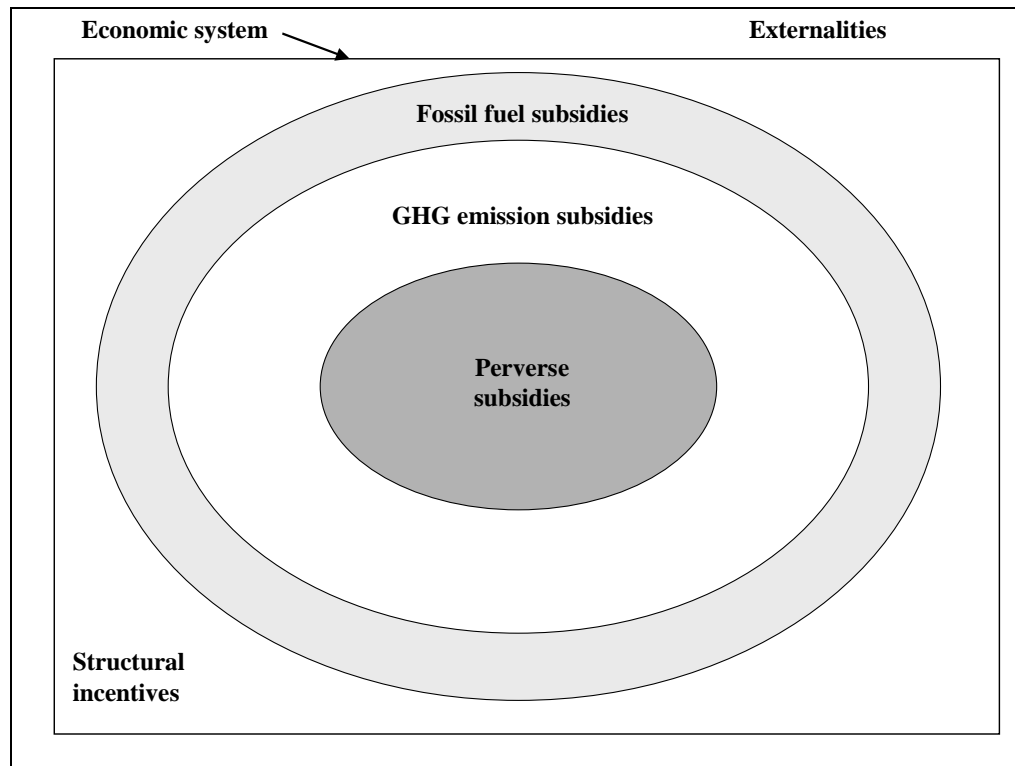 Economic system
Externalities
Fossil fuel subsidies
GHG emission subsidies
Perverse
subsidies
Structural
incentives